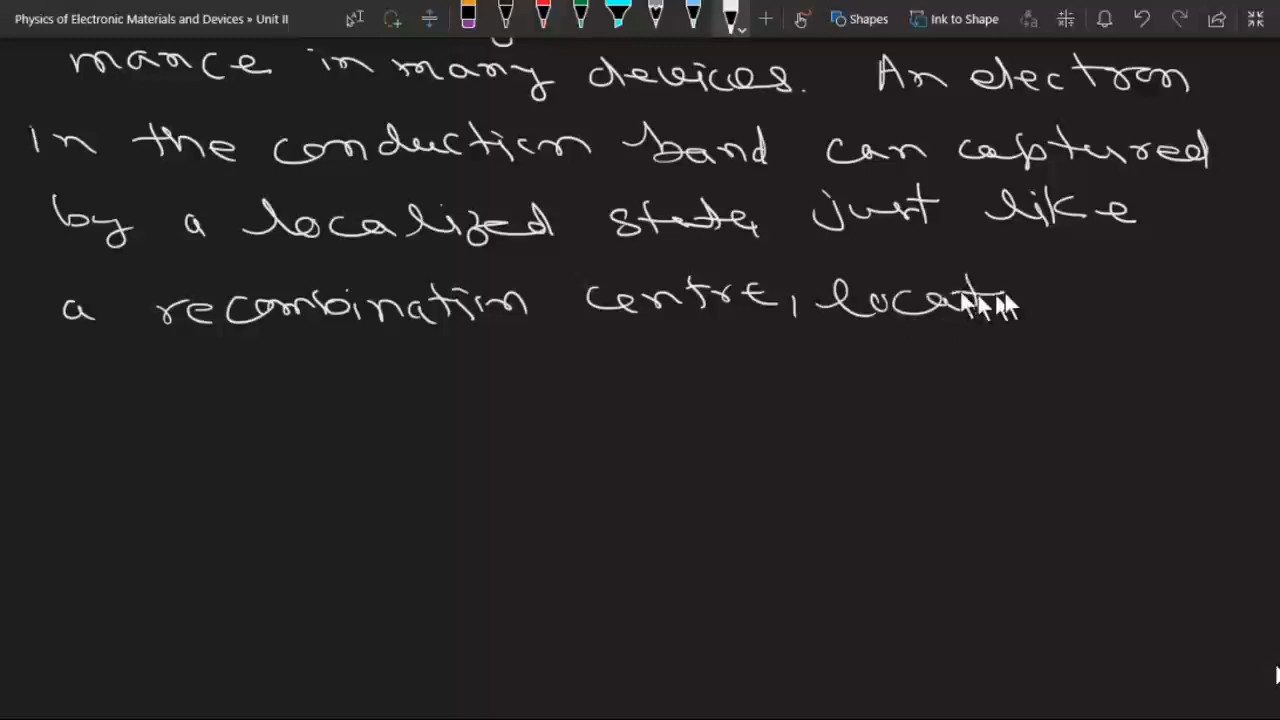 Physics of Electronic Materials and Devices » Unit II
Shapes
Ink to Shape
mance in many devices. An electron
in the conduction band can captured
by a localized state, just like
a recombination centre, locat